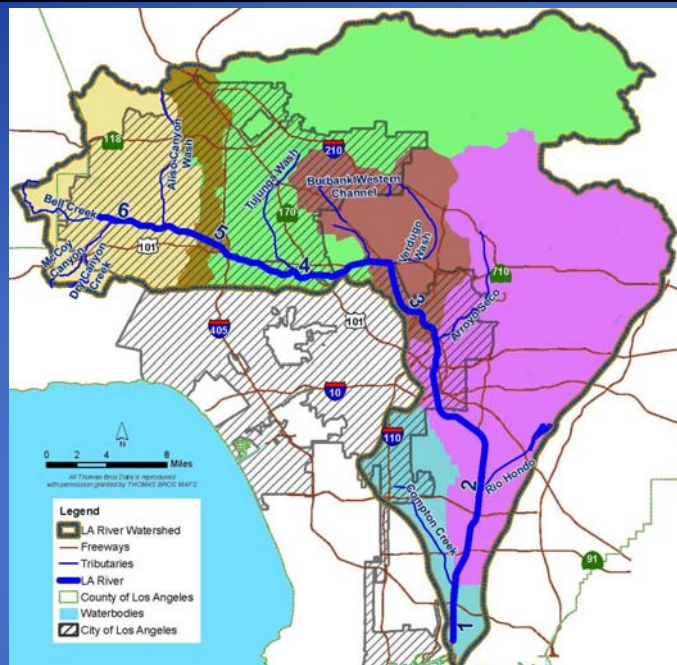 118
Aliso Canyon
Wash
210
Tujunga Wash
Burbank Western
Channel
170
Verdugo
Wash
Bell Creek
6
McCoy
Canyon
Dry Canyon
Creek
101
5
4
710
3
Arroyo Seco
405
101
10
110
2
Rio Hondo
Compton Creek
91
1
N
0 2 4 8
Miles
All Thomas Bros Data is reproduced
with permission granted by THOMAS BROS MAPS
Legend
LA River Watershed
Freeways
Tributaries
LA River
County of Los Angeles
Waterbodies
City of Los Angeles